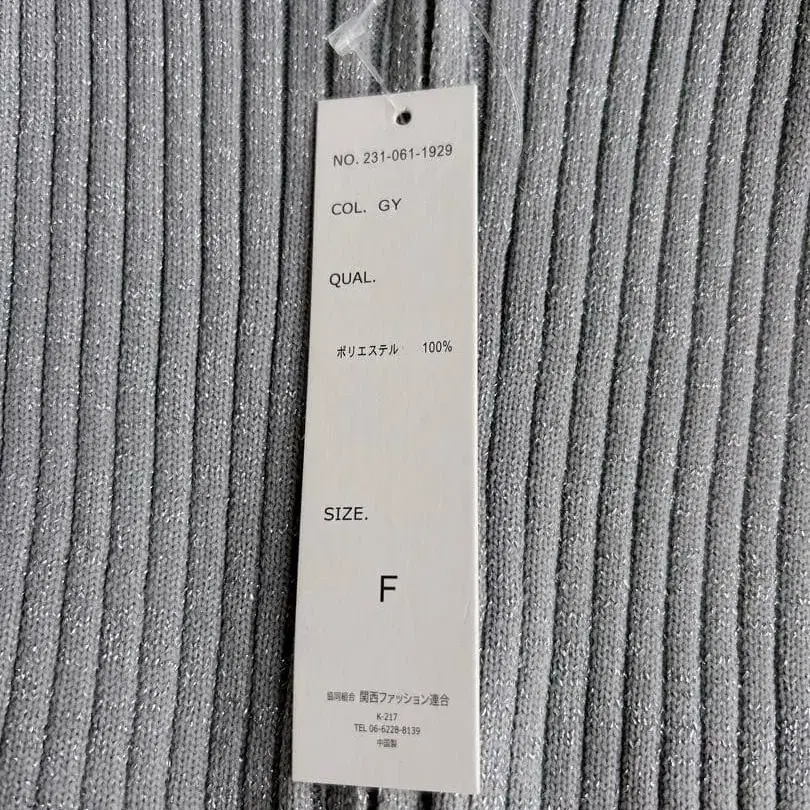 NO. 231-061-1929
COL. GY
QUAL.
ポリエステル 100%
SIZE.
F
協同組合 関西ファッション連合
K-217
TEL 06-6228-8139
中国製